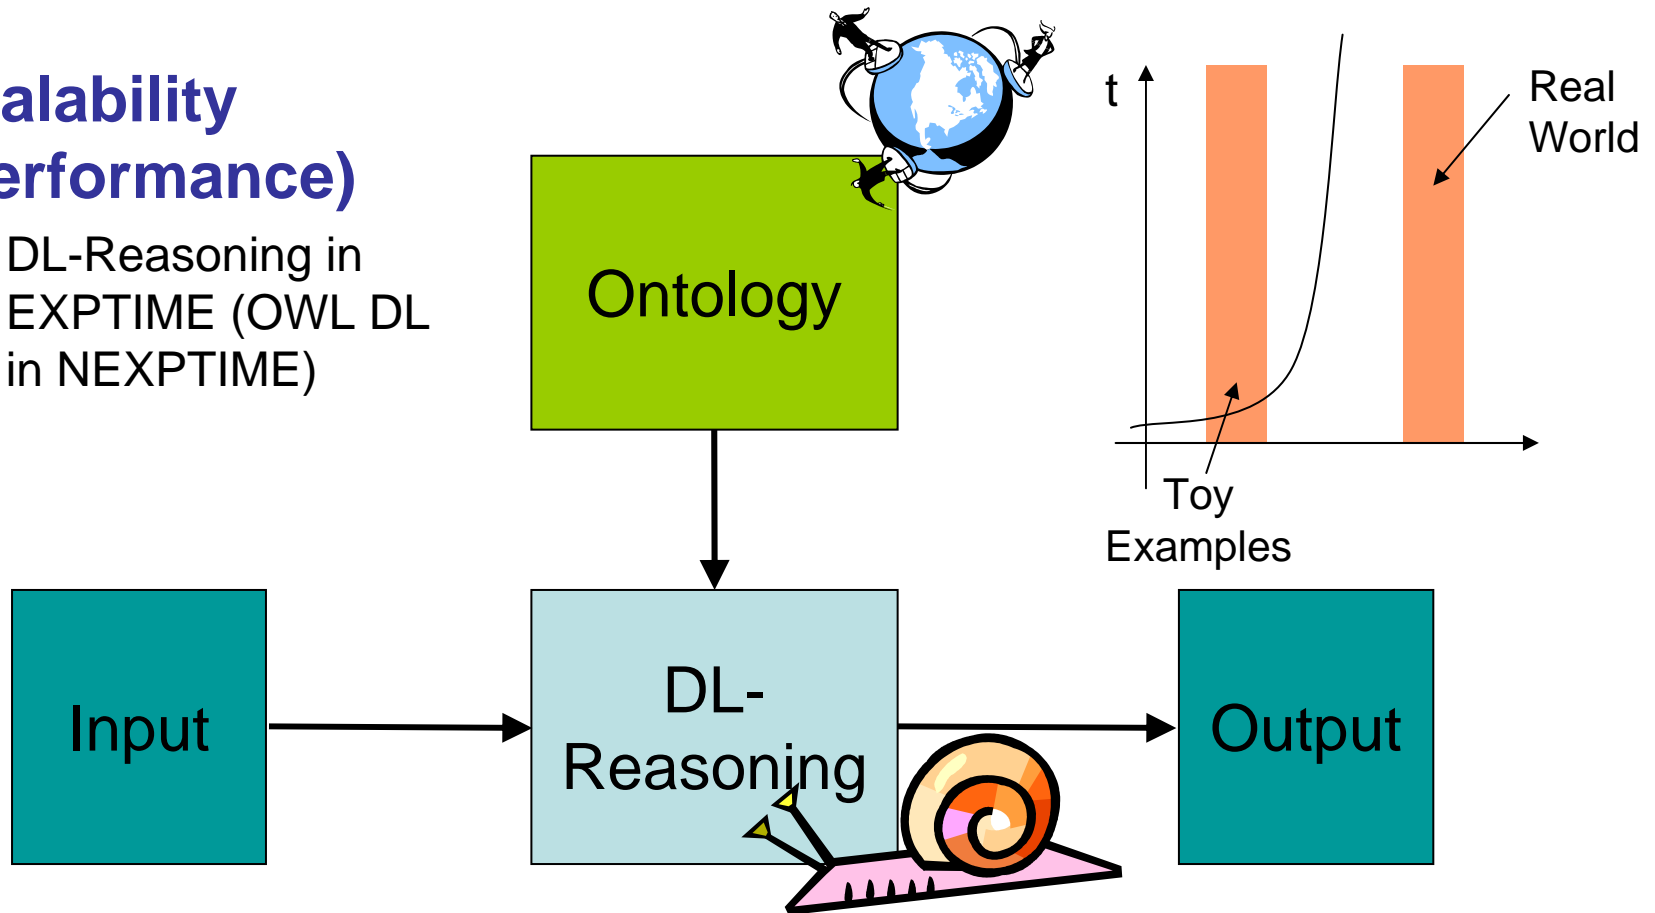 alability
erformance)
DL-Reasoning in
EXPTIME (OWL DL
in NEXPTIME)
Ontology
t
Real
World
Toy
Examples
Input
DL-
Reasoning
Output